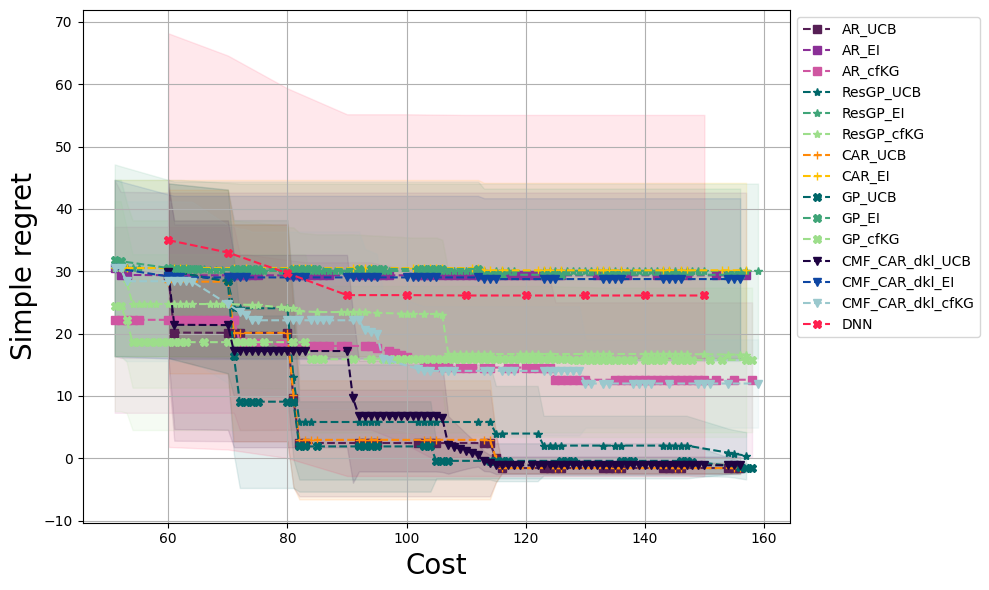 Simple regret
70
60
50
40
30
20
10
0
−10
60
80
100
120
140
160
Cost
AR_UCB
AR_EI
AR_cfKG
ResGP_UCB
ResGP_EI
ResGP_cfKG
CAR_UCB
CAR_EI
GP_UCB
GP_EI
GP_cfKG
CMF_CAR_dkl_UCB
CMF_CAR_dkl_EI
CMF_CAR_dkl_cfKG
DNN